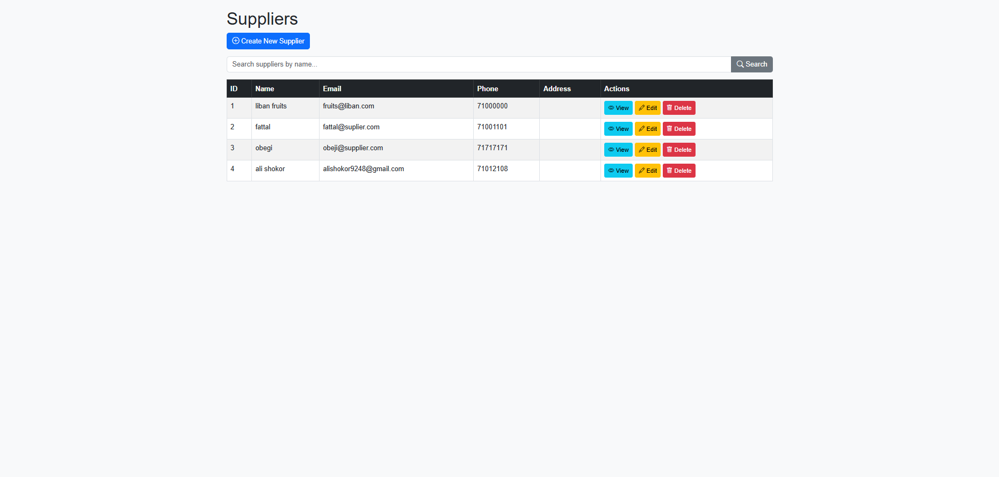 Suppliers
Create New Supplier
Search suppliers by name...
Search
ID Name Email Phone Address Actions
1 liban fruits fruits@liban.com 71000000 View Edit Delete
2 fattal fattal@suplier.com 71001101 View Edit Delete
3 obegi obeji@supplier.com 71717171 View Edit Delete
4 ali shokor alishokor9248@gmail.com 71012108 View Edit Delete